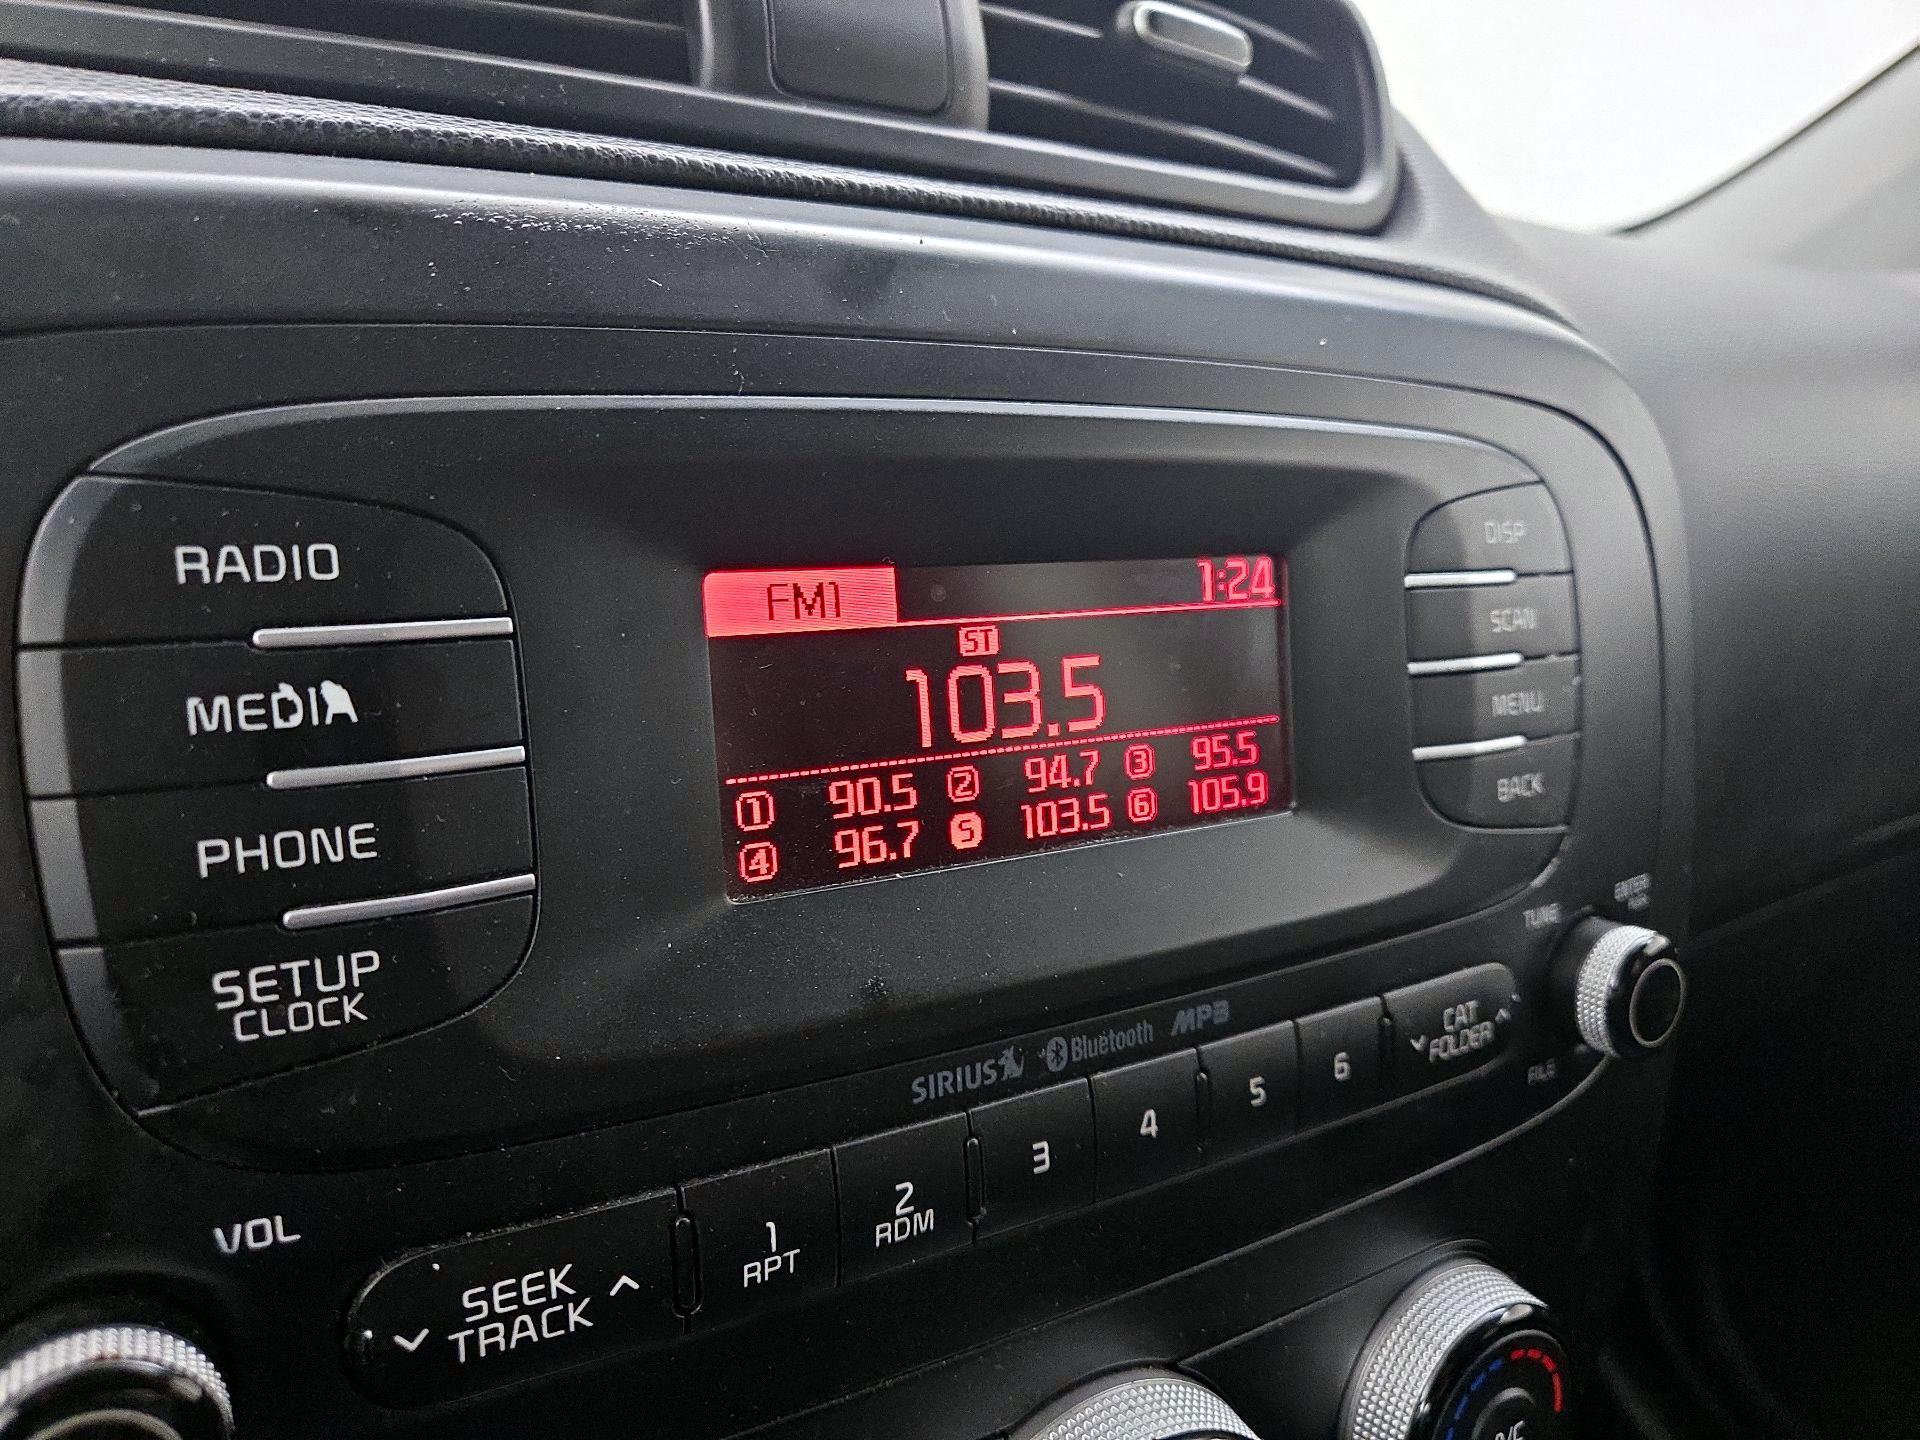 RADIO
MEDIA
PHONE
SETUP
CLOCK
FM1 1:24
ST
103.5
1 90.5 2 94.7 3 95.5
4 96.7 5 103.5 6 105.9
DISP
SCAN
MENU
BACK
TUNE
ENTER
FILE
SIRIUS Bluetooth MP3
VOL
SEEK
TRACK
1
RPT
2
RDM
3
4
5
6
CAT
FOLDER